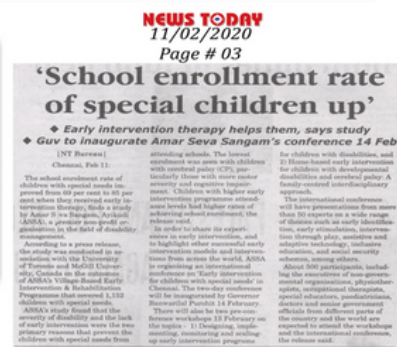 NEWS TODAY
11/02/2020
Page # 03
‘School enrollment rate
of special children up’
◆ Early intervention therapy helps them, says study
◆ Guv to inaugurate Amar Seva Sangam’s conference 14 Feb
[NT Bureau]
Chennai, Feb 11:
The school enrolment rate of
children with special needs im-
proved from 69 per cent to 85 per
cent when they received early in-
tervention therapy, finds a study
by Amar Seva Sangam, Ayikudi
(ASSA), a premier non-profit or-
ganisation in the field of disability
management.
According to a press release,
the study was conducted in as-
sociation with the University
of Toronto and McGill Univer-
sity, Canada on the outcomes
of ASSA's Village-Based Early
Intervention & Rehabilitation
Programme that covered 1,152
children with special needs.
ASSA's study found that the
severity of disability and the lack
of early intervention were the two
primary reasons that prevent the
children with special needs from
attending schools. The lowest
enrolment was seen with children
with cerebral palsy (CP), par-
ticularly those with more motor
severity and cognitive impair-
ment. Children with higher early
intervention programme attend-
ance levels had higher rates of
achieving school enrolment, the
release said.
In order to share its experi-
ences in early intervention, and
to highlight other successful early
intervention models and interven-
tions from across the world, ASSA
is organising an international
conference on 'Early intervention
for children with special needs' in
Chennai. The two-day conference
will be inaugurated by Governor
Banwarilal Purohit 14 February.
There will also be two pre-con-
ference workshops 13 February on
the topics - 1) Designing, imple-
menting, monitoring and scaling-
up early intervention programs
for children with disabilities, and
2) Home-based early intervention
for children with developmental
disabilities and cerebral palsy: A
family-centred interdisciplinary
approach.
The international conference
will have presentations from more
than 50 experts on a wide range
of themes such as early identifica-
tion, early stimulation, interven-
tion through play, assistive and
adaptive technology, inclusive
education, and social security
schemes, among others.
About 500 participants, includ-
ing the executives of non-govern-
mental organisations, physiother-
apists, occupational therapists,
special educators, paediatricians,
doctors and senior government
officials from different parts of
the country and the world are
expected to attend the workshops
and the international conference,
the release said.